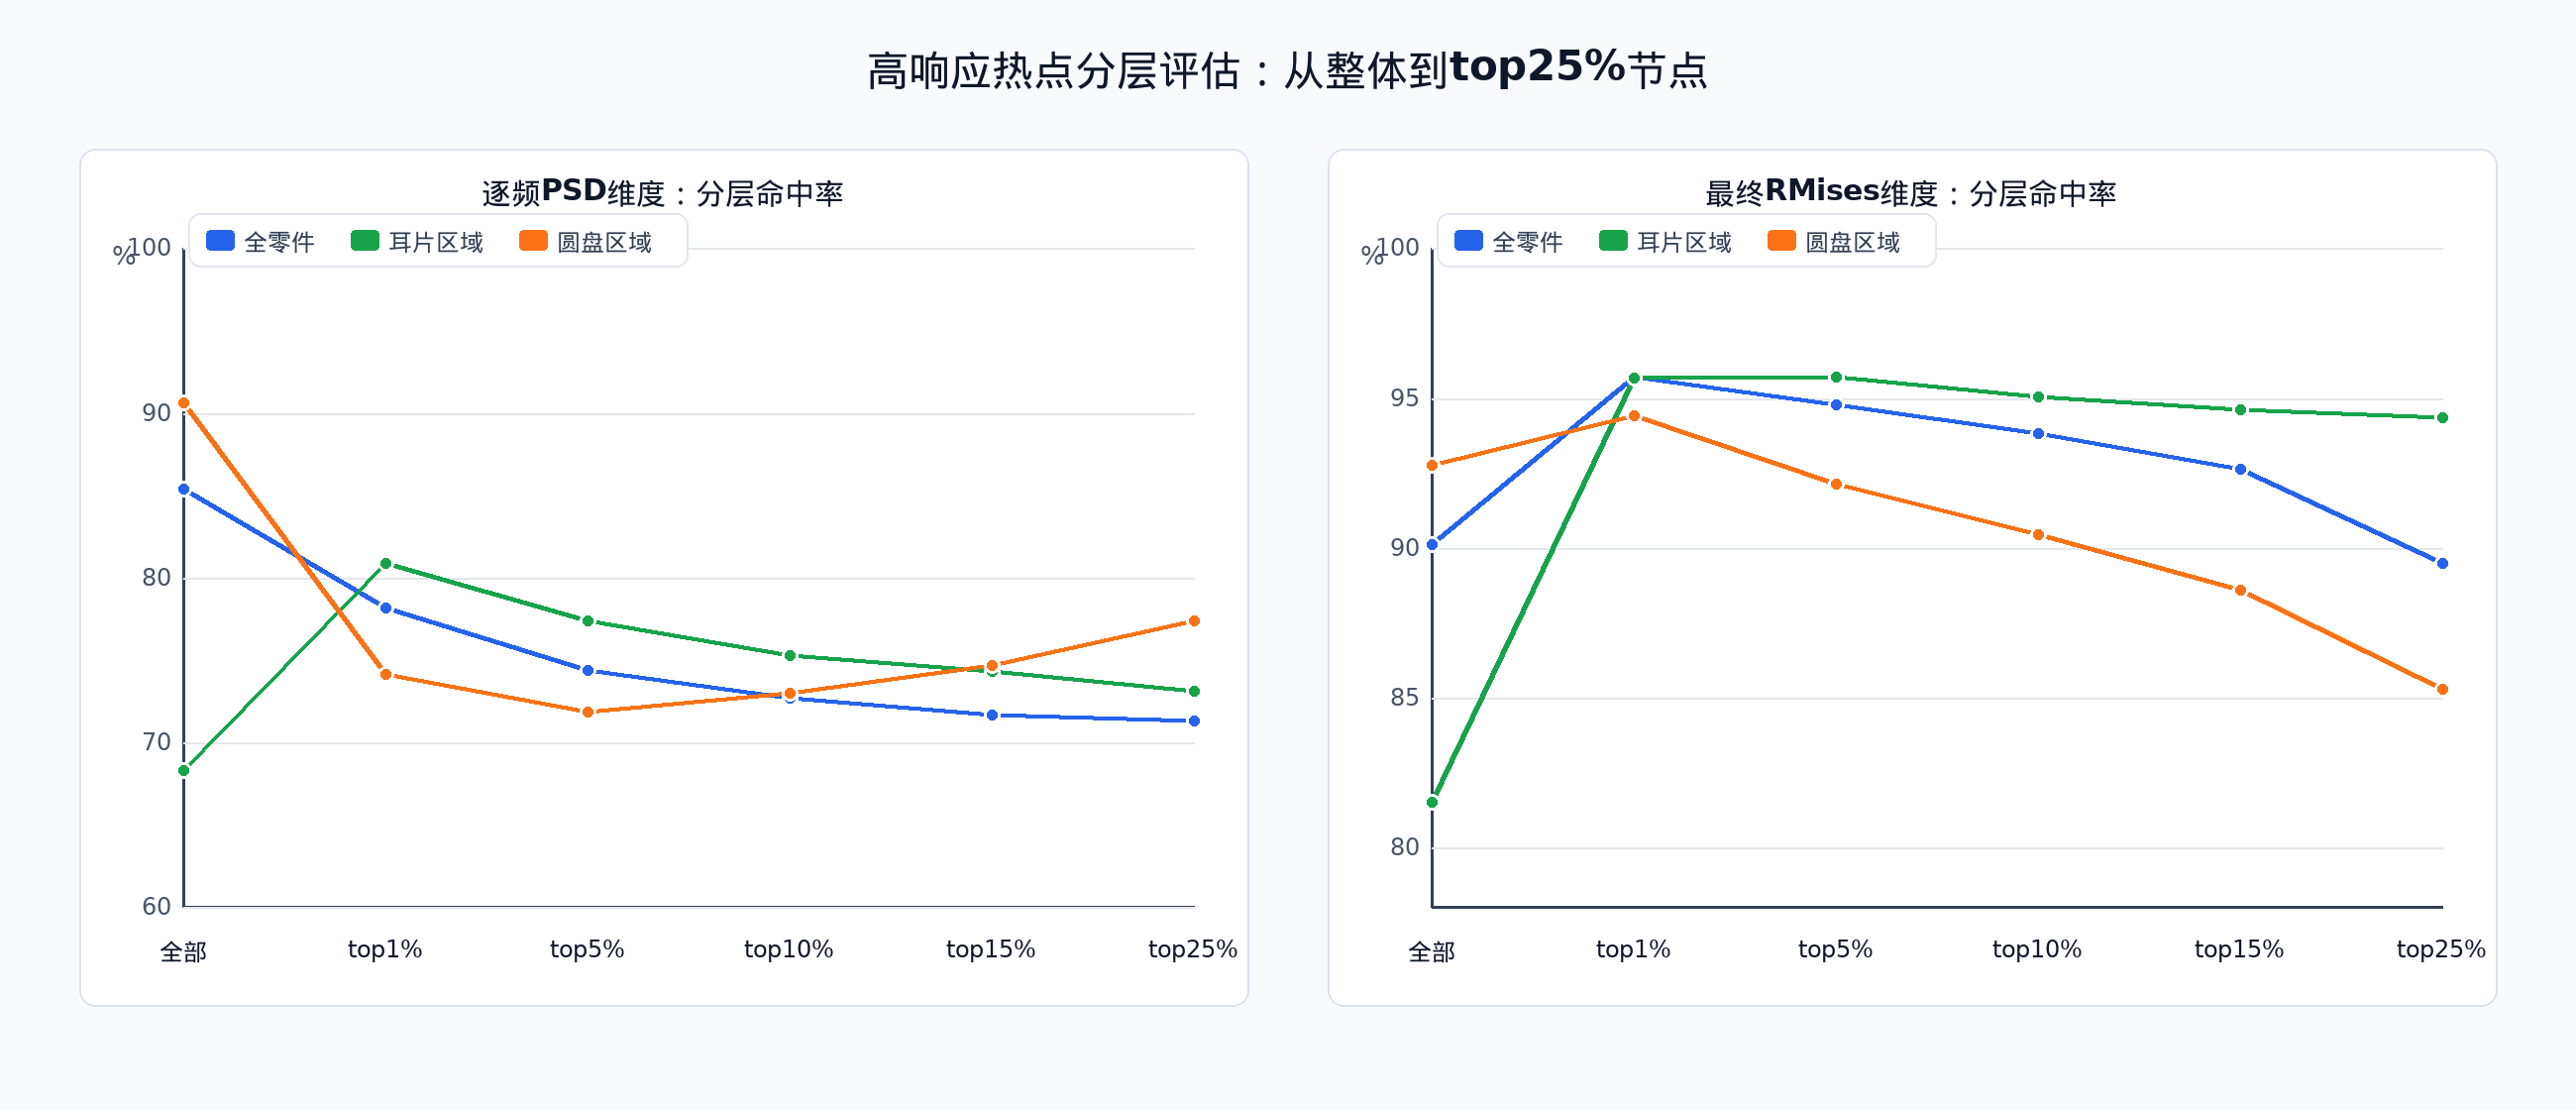 高响应热点分层评估：从整体到top25%节点
逐频PSD维度：分层命中率
全零件 耳片区域 圆盘区域
%
100
90
80
70
60
全部 top1% top5% top10% top15% top25%
最终RMises维度：分层命中率
全零件 耳片区域 圆盘区域
%
100
95
90
85
80
全部 top1% top5% top10% top15% top25%